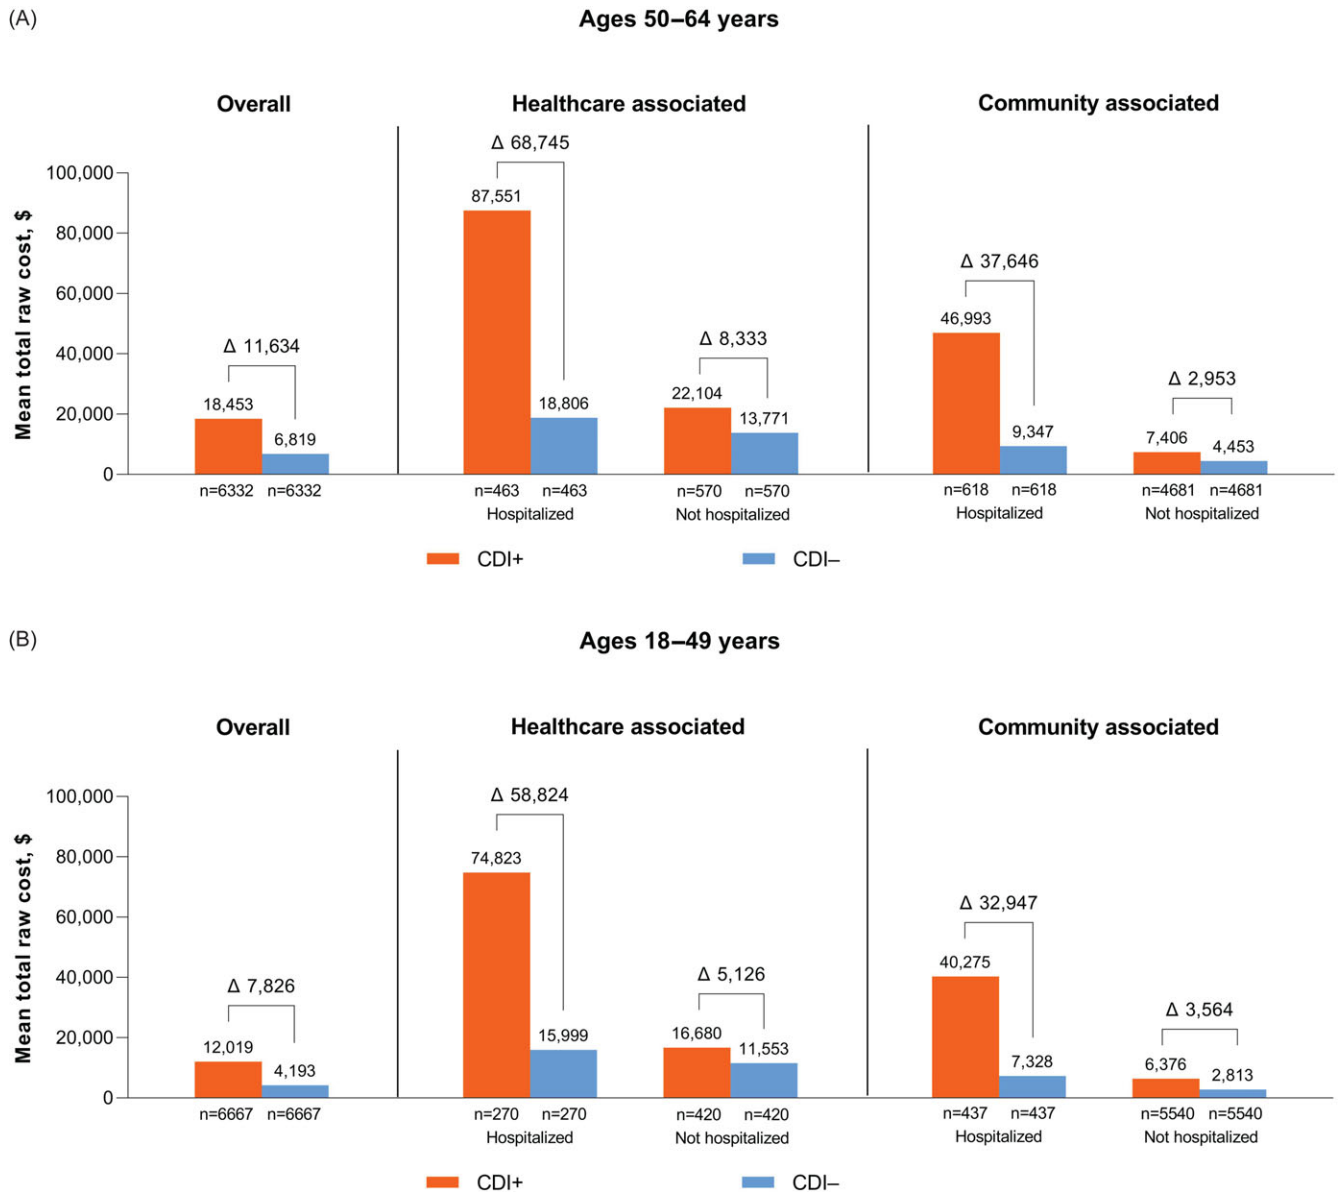 (A)
Ages 50–64 years
Overall
Healthcare associated
Community associated
Mean total raw cost, $
100,000
80,000
60,000
40,000
20,000
0
Δ 11,634
18,453
6,819
n=6332 n=6332
Δ 68,745
87,551
18,806
n=463 n=463
Hospitalized
Δ 8,333
22,104
13,771
n=570 n=570
Not hospitalized
Δ 37,646
46,993
9,347
n=618 n=618
Hospitalized
Δ 2,953
7,406
4,453
n=4681 n=4681
Not hospitalized
CDI+
CDI–
(B)
Ages 18–49 years
Overall
Healthcare associated
Community associated
Mean total raw cost, $
100,000
80,000
60,000
40,000
20,000
0
Δ 7,826
12,019
4,193
n=6667 n=6667
Δ 58,824
74,823
15,999
n=270 n=270
Hospitalized
Δ 5,126
16,680
11,553
n=420 n=420
Not hospitalized
Δ 32,947
40,275
7,328
n=437 n=437
Hospitalized
Δ 3,564
6,376
2,813
n=5540 n=5540
Not hospitalized
CDI+
CDI–